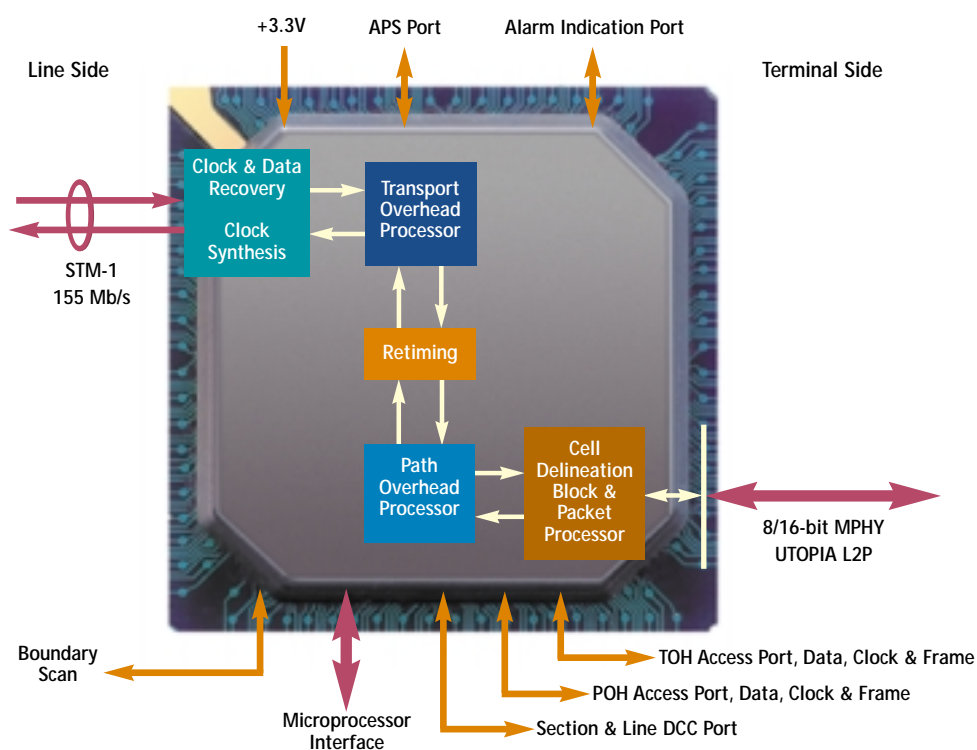 +3.3V
APS Port
Alarm Indication Port
Line Side
Terminal Side
Clock & Data
Recovery
Clock
Synthesis
Transport
Overhead
Processor
STM-1
155 Mb/s
Retiming
Path
Overhead
Processor
Cell
Delineation
Block &
Packet
Processor
8/16-bit MPHY
UTOPIA L2P
Boundary
Scan
Microprocessor
Interface
TOH Access Port, Data, Clock & Frame
POH Access Port, Data, Clock & Frame
Section & Line DCC Port